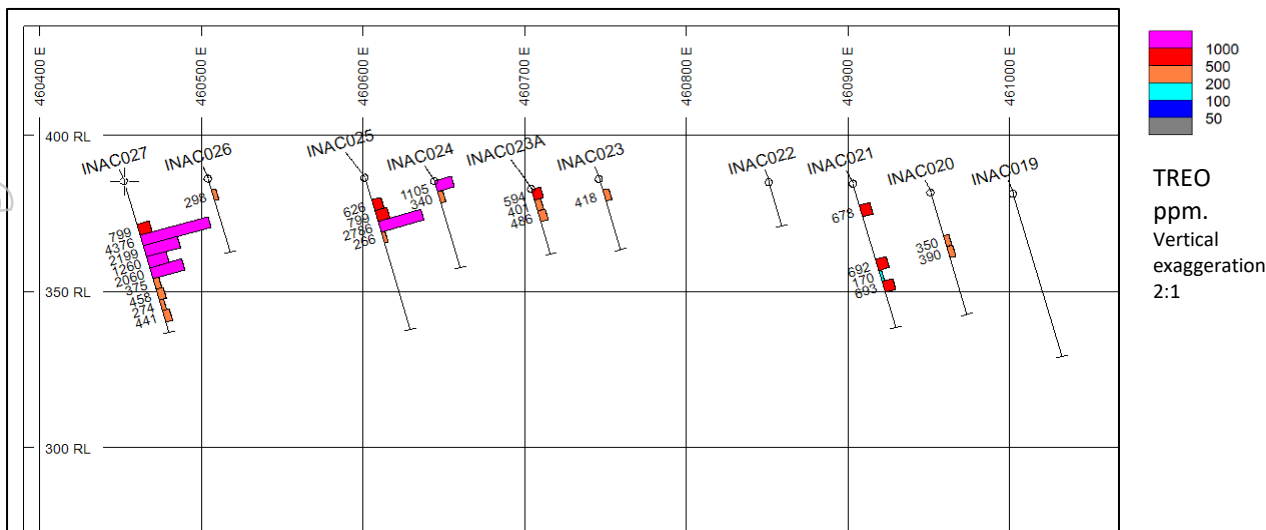 460400 E
460500 E
460600 E
460700 E
460800 E
460900 E
461000 E
400 RL
350 RL
300 RL
INAC027
799
4376
2199
1260
2060
375
458
274
441
INAC026
298
INAC025
626
799
2786
266
INAC024
1105
340
INAC023A
594
401
486
INAC023
418
INAC022
INAC021
678
692
170
693
INAC020
350
390
INAC019
1000
500
200
100
50
TREO
ppm.
Vertical
exaggeration
2:1